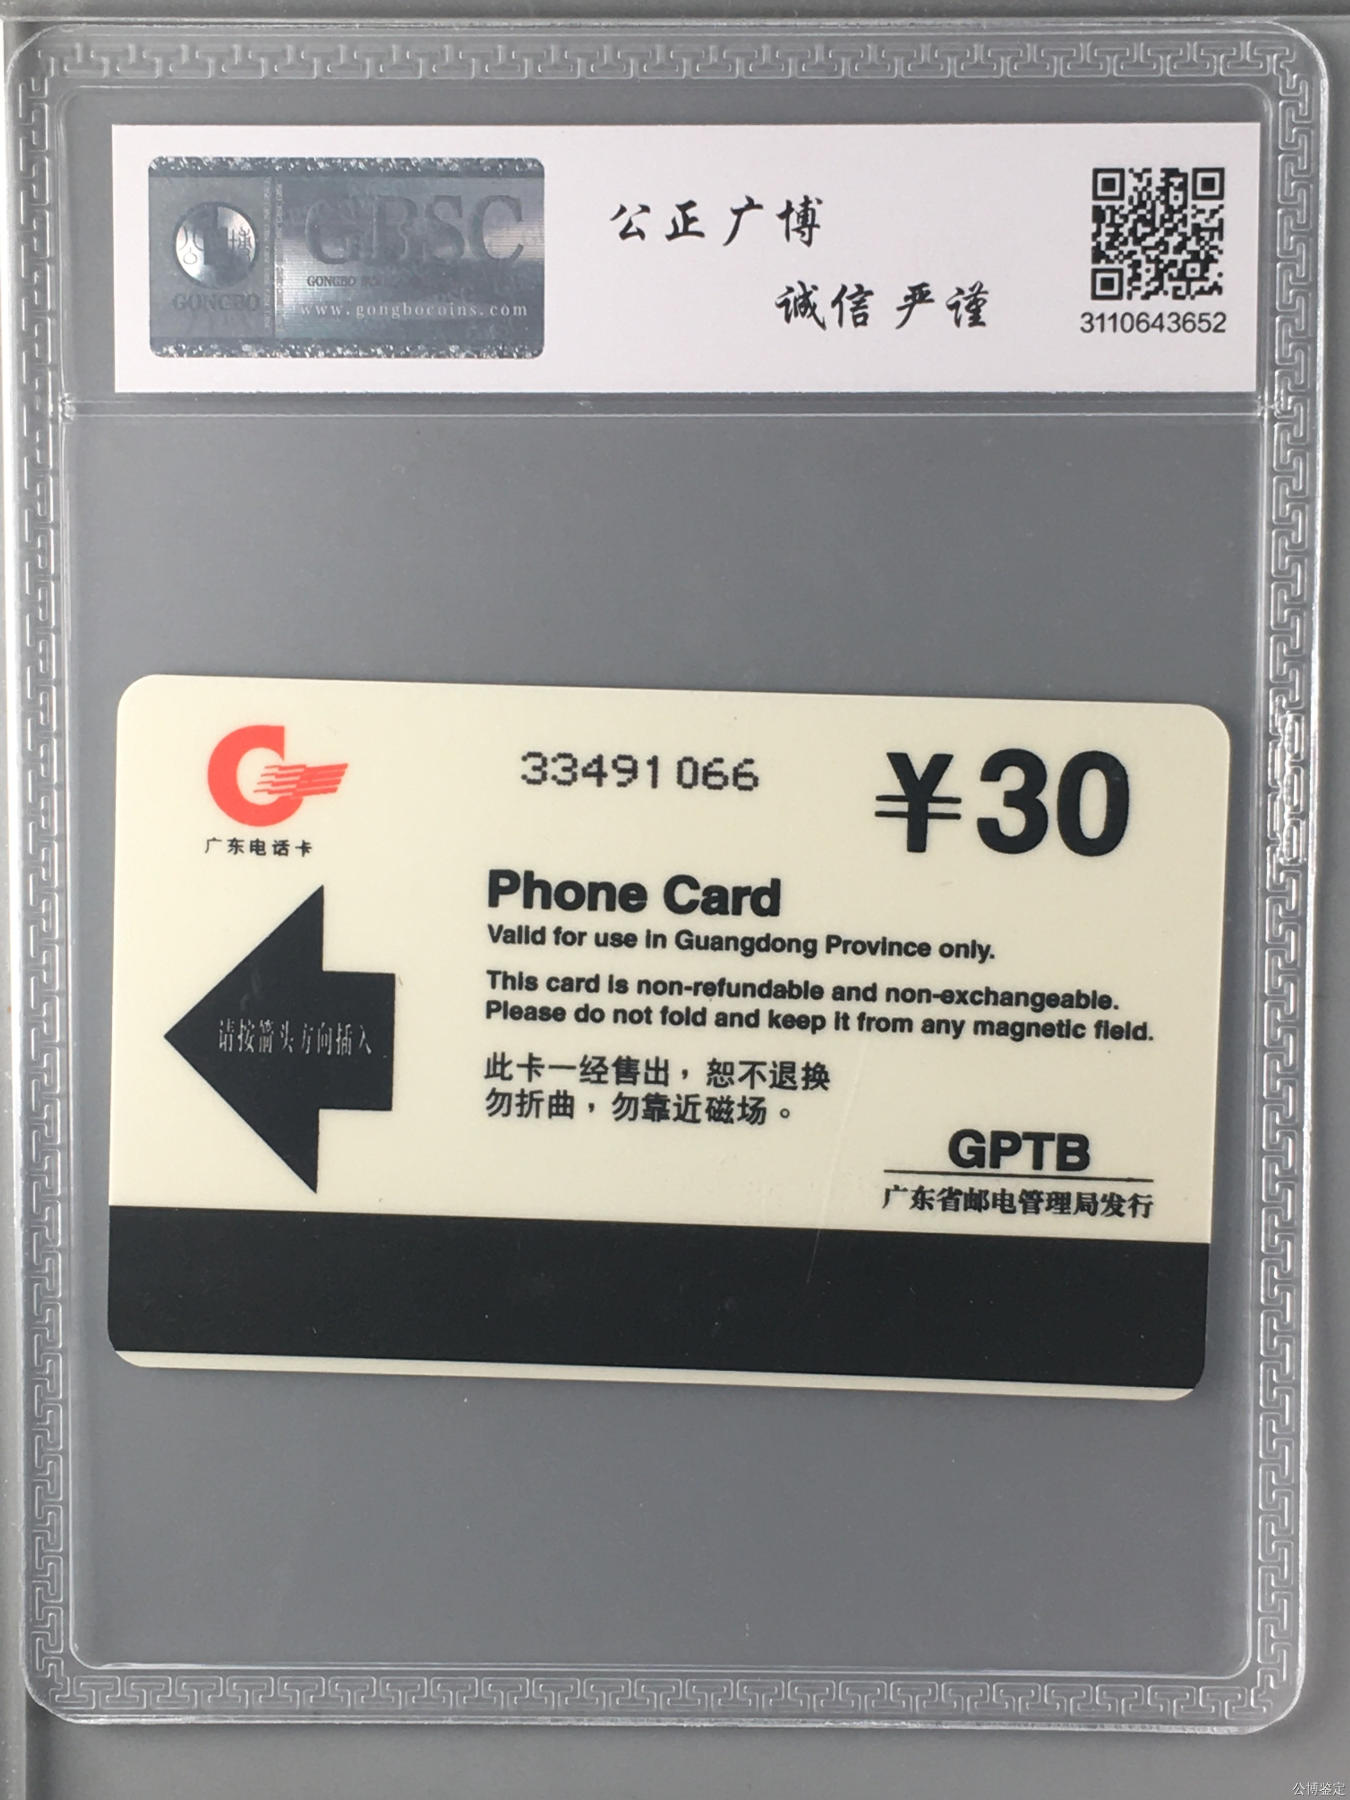 GBSC
GONGBO
www.gongbocoins.com
公正广博
诚信严谨
3110643652
33491066
¥30
广东电话卡
Phone Card
Valid for use in Guangdong Province only.
This card is non-refundable and non-exchangeable.
Please do not fold and keep it from any magnetic field.
请按箭头方向插入
此卡一经售出，恕不退换
勿折曲，勿靠近磁场。
GPTB
广东省邮电管理局发行
公博鉴定